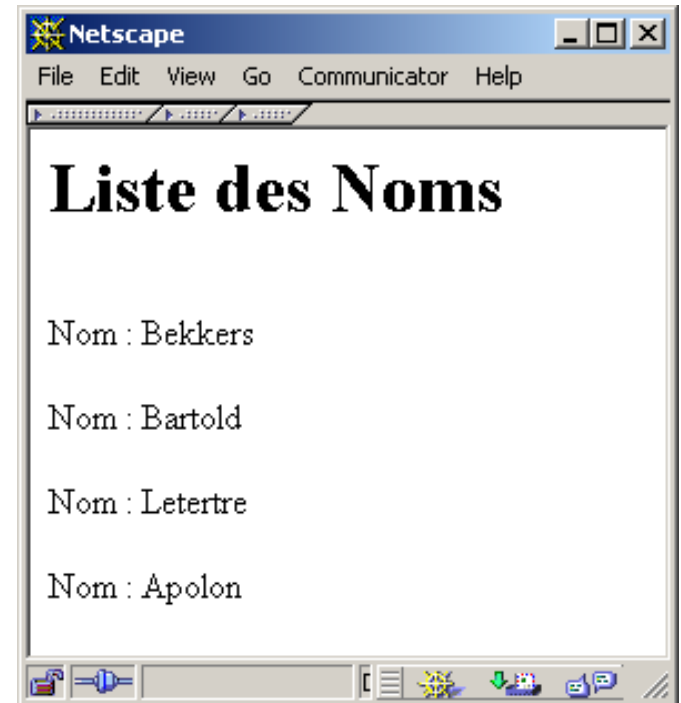 Netscape
File Edit View Go Communicator Help
Liste des Noms
Nom : Bekkers
Nom : Bartold
Nom : Letertre
Nom : Apolon